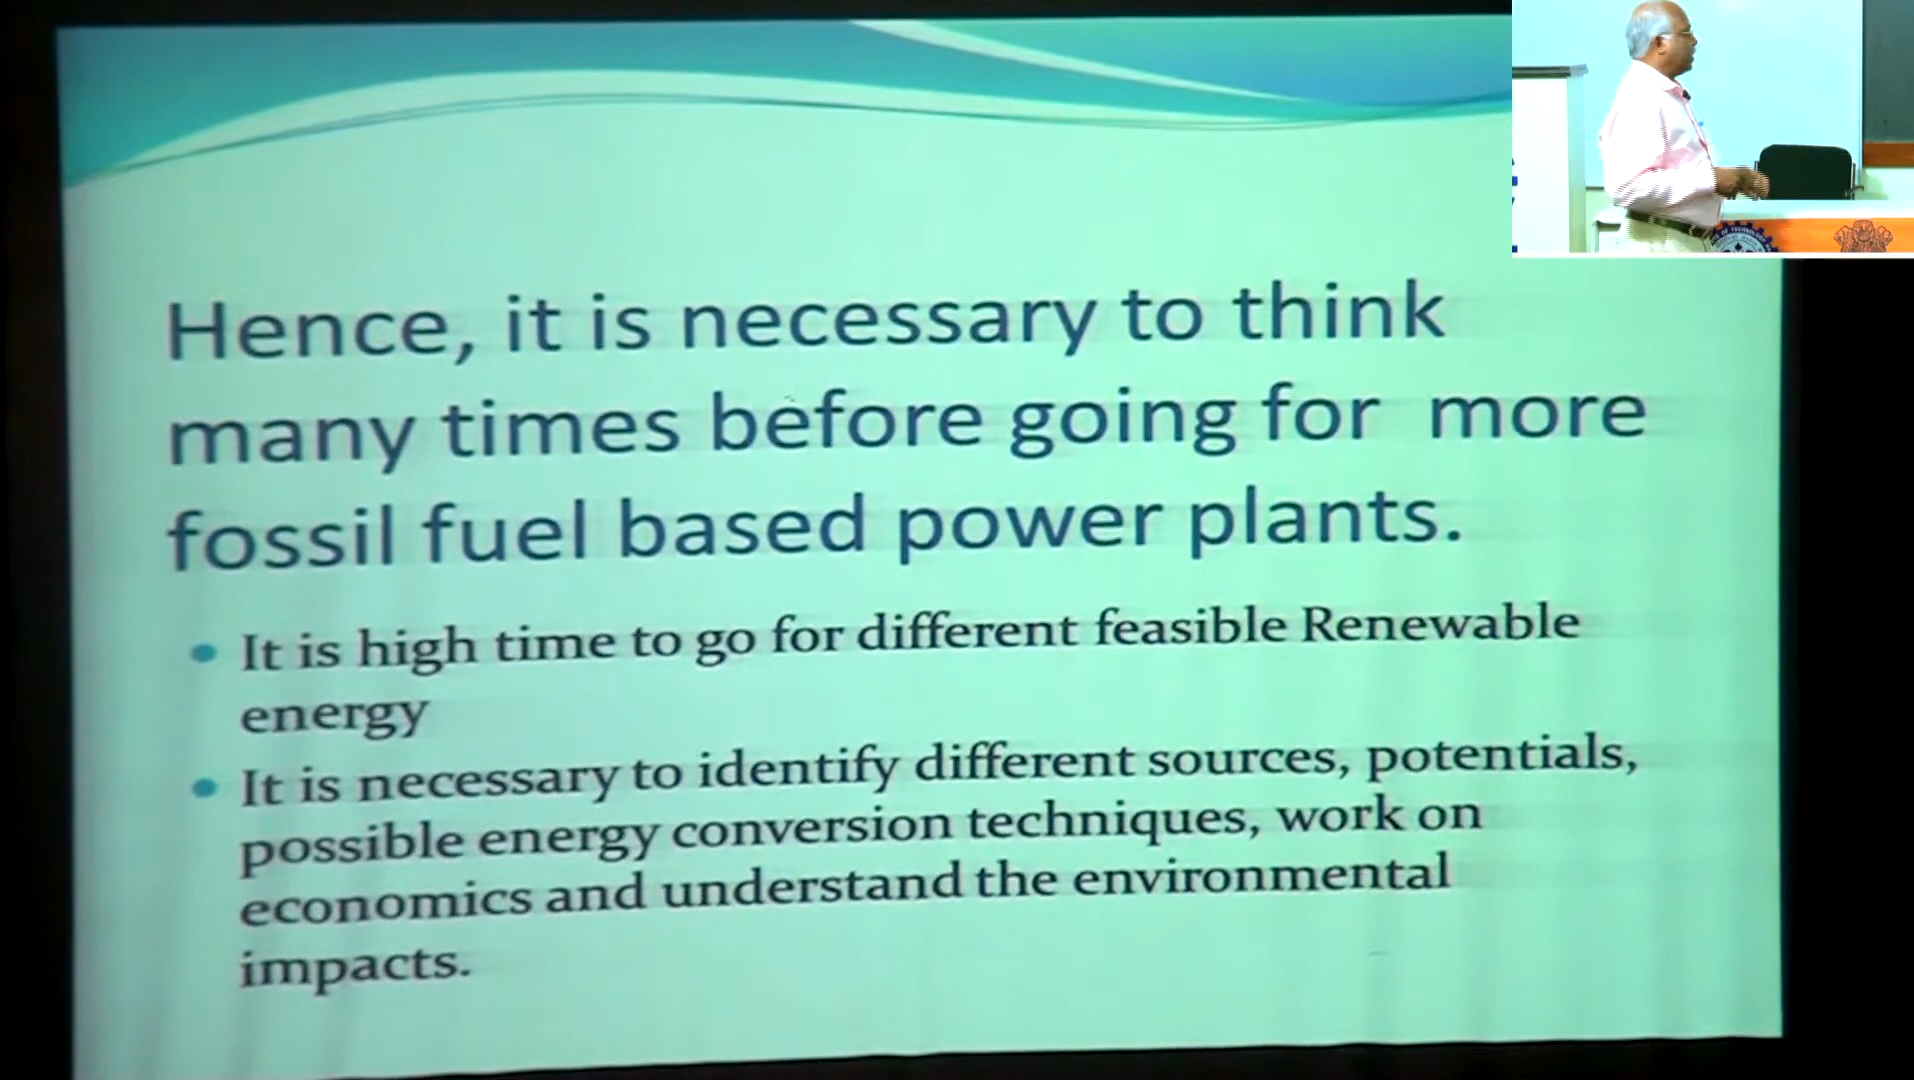 Hence, it is necessary to think
many times before going for more
fossil fuel based power plants.
• It is high time to go for different feasible Renewable
energy
• It is necessary to identify different sources, potentials,
possible energy conversion techniques, work on
economics and understand the environmental
impacts.
OF TECHNOLOGY